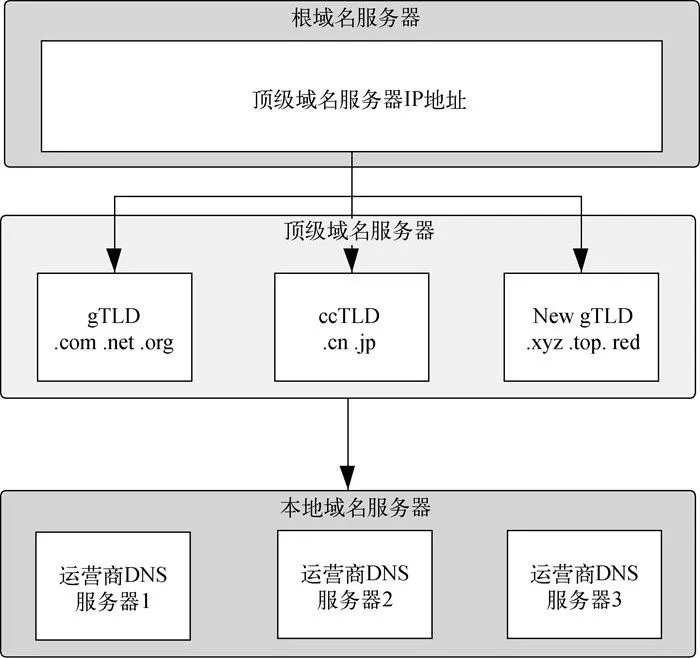 根域名服务器
顶级域名服务器IP地址
顶级域名服务器
gTLD
.com .net .org
ccTLD
.cn .jp
New gTLD
.xyz .top. red
本地域名服务器
运营商DNS
服务器1
运营商DNS
服务器2
运营商DNS
服务器3